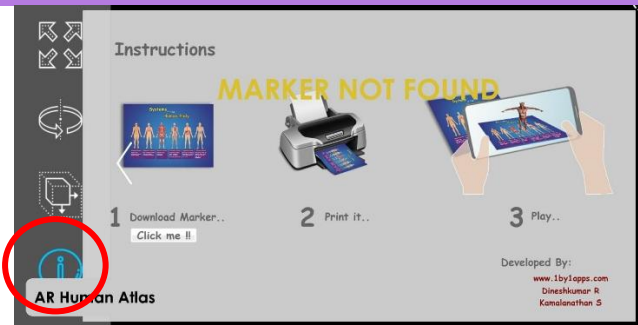 Instructions
MARKER NOT FOUND
1 Download Marker..
Click me !!
2 Print it..
3 Play..
Developed By:
www.1by1apps.com
Dineshkumar R
Kamalanathan S
AR Human Atlas